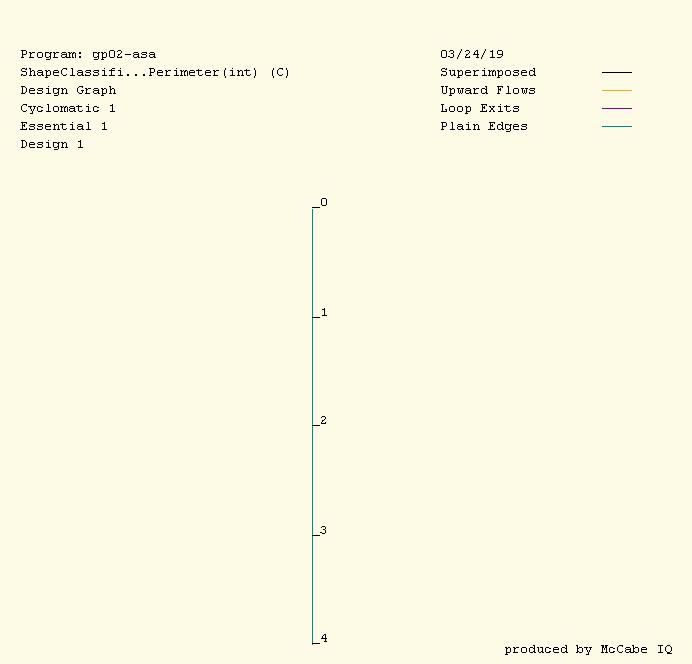 Program: gp02-asa
ShapeClassifi...Perimeter(int) (C)
Design Graph
Cyclomatic 1
Essential 1
Design 1
03/24/19
Superimposed
Upward Flows
Loop Exits
Plain Edges
0
1
2
3
4
produced by McCabe IQ